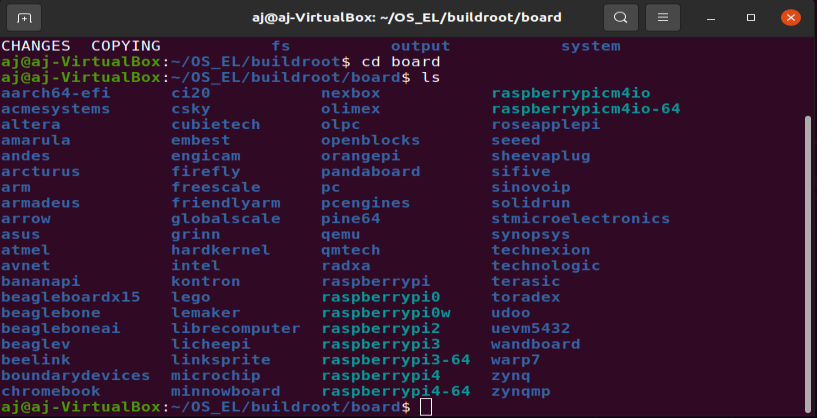 aj@aj-VirtualBox: ~/OS_EL/buildroot/board
CHANGES  COPYING             fs            output             system
aj@aj-VirtualBox:~/OS_EL/buildroot$ cd board
aj@aj-VirtualBox:~/OS_EL/buildroot/board$ ls
aarch64-efi      ci20           nexbox           raspberrypicm4io
acmesystems      csky           olimex           raspberrypicm4io-64
altera           cubietech      olpc             roseapplepi
amarula          embest         openblocks       seeed
andes            engicam        orangepi         sheevaplug
arcturus         firefly        pandaboard       sifive
arm              freescale      pc               sinovoip
armadeus         friendlyarm    pcengines        solidrun
arrow            globalscale    pine64           stmicroelectronics
asus             grinn          qemu             synopsys
atmel            hardkernel     qmtech           technexion
avnet            intel          radxa            technologic
bananapi         kontron        raspberrypi      terasic
beagleboardx15   lego           raspberrypi0     toradex
beaglebone       lemaker        raspberrypi0w    udoo
beagleboneai     librecomputer  raspberrypi2     uevm5432
beaglev          licheepi       raspberrypi3     wandboard
beelink          linksprite     raspberrypi3-64  warp7
boundarydevices  microchip      raspberrypi4     zynq
chromebook       minnowboard    raspberrypi4-64  zynqmp
aj@aj-VirtualBox:~/OS_EL/buildroot/board$